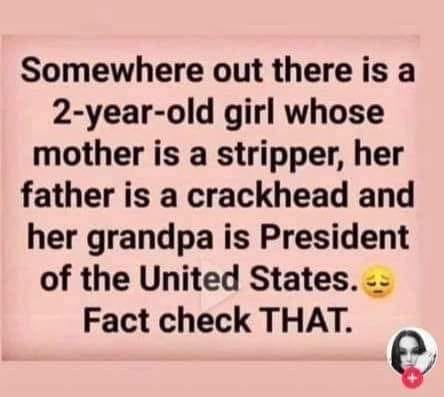 Somewhere out there is a
2-year-old girl whose
mother is a stripper, her
father is a crackhead and
her grandpa is President
of the United States.😔
Fact check THAT.